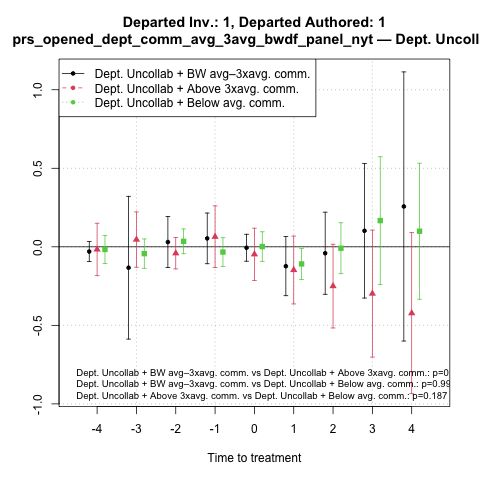 Departed Inv.: 1, Departed Authored: 1
prs_opened_dept_comm_avg_3avg_bwdf_panel_nyt — Dept. Uncoll
Dept. Uncollab + BW avg–3xavg. comm.
Dept. Uncollab + Above 3xavg. comm.
Dept. Uncollab + Below avg. comm.
1.0
0.5
0.0
-0.5
-1.0
Dept. Uncollab + BW avg–3xavg. comm. vs Dept. Uncollab + Above 3xavg. comm.: p=0
Dept. Uncollab + BW avg–3xavg. comm. vs Dept. Uncollab + Below avg. comm.: p=0.99
Dept. Uncollab + Above 3xavg. comm. vs Dept. Uncollab + Below avg. comm.: p=0.187
-4 -3 -2 -1 0 1 2 3 4
Time to treatment